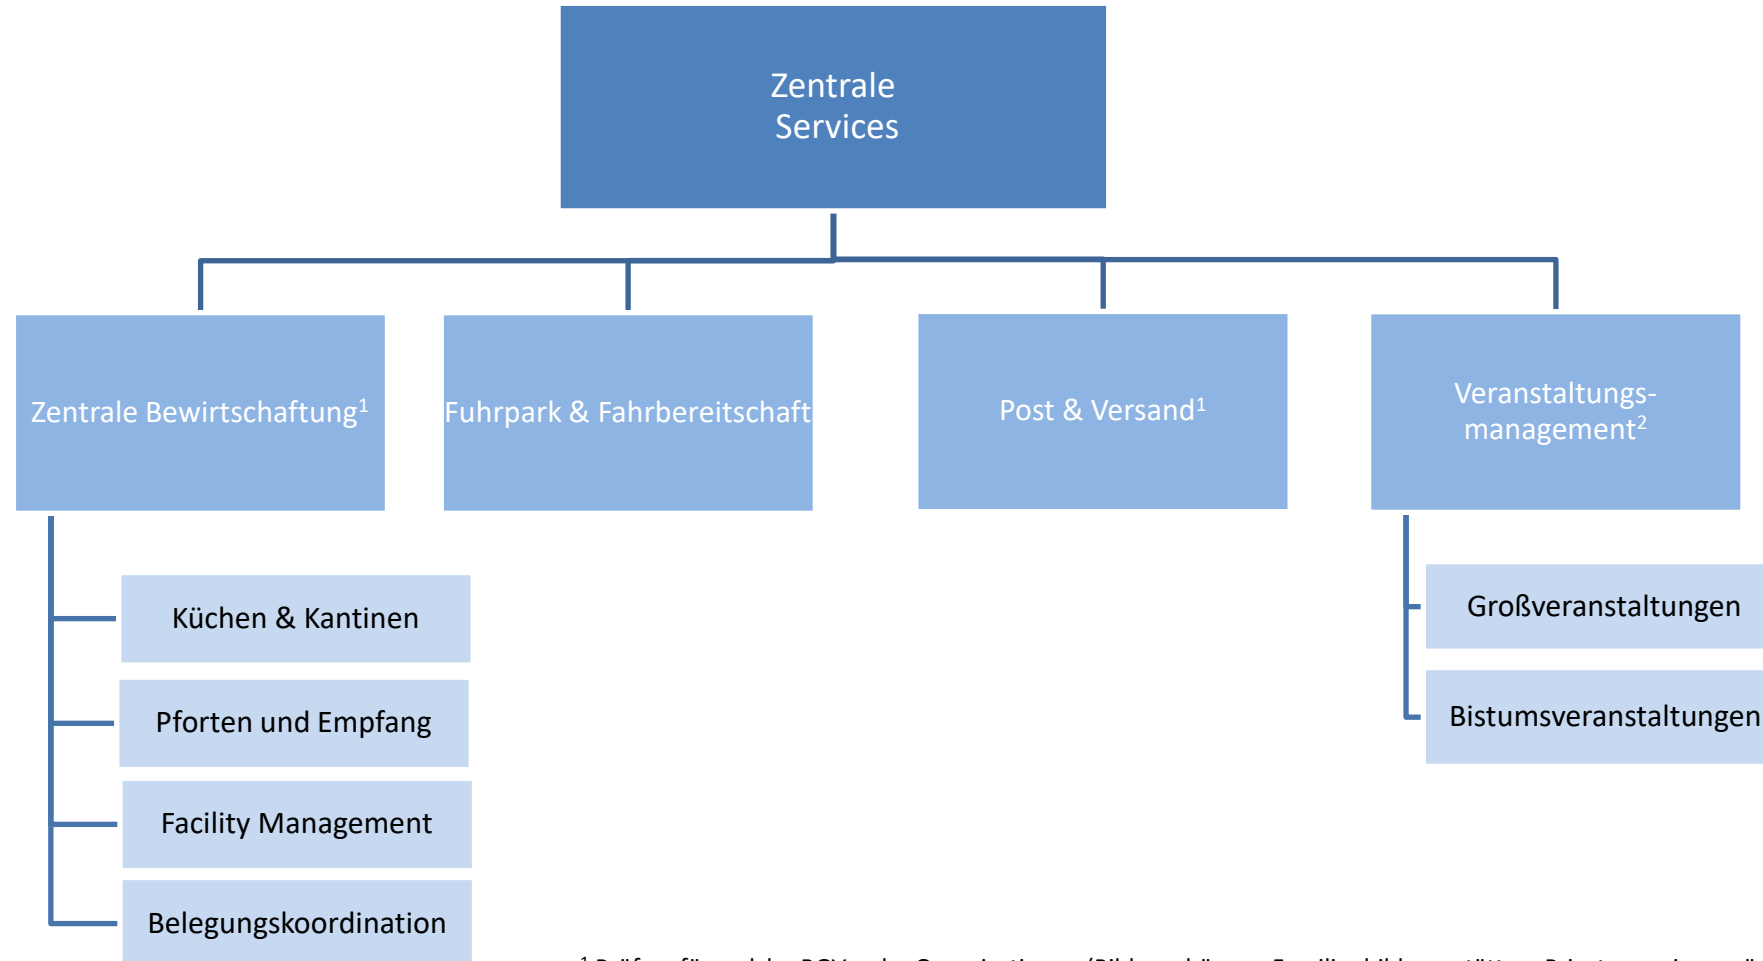 Zentrale
Services
Zentrale Bewirtschaftung¹
Fuhrpark & Fahrbereitschaft
Post & Versand¹
Veranstaltungs-
management²
Küchen & Kantinen
Pforten und Empfang
Facility Management
Belegungskoordination
Großveranstaltungen
Bistumsveranstaltungen